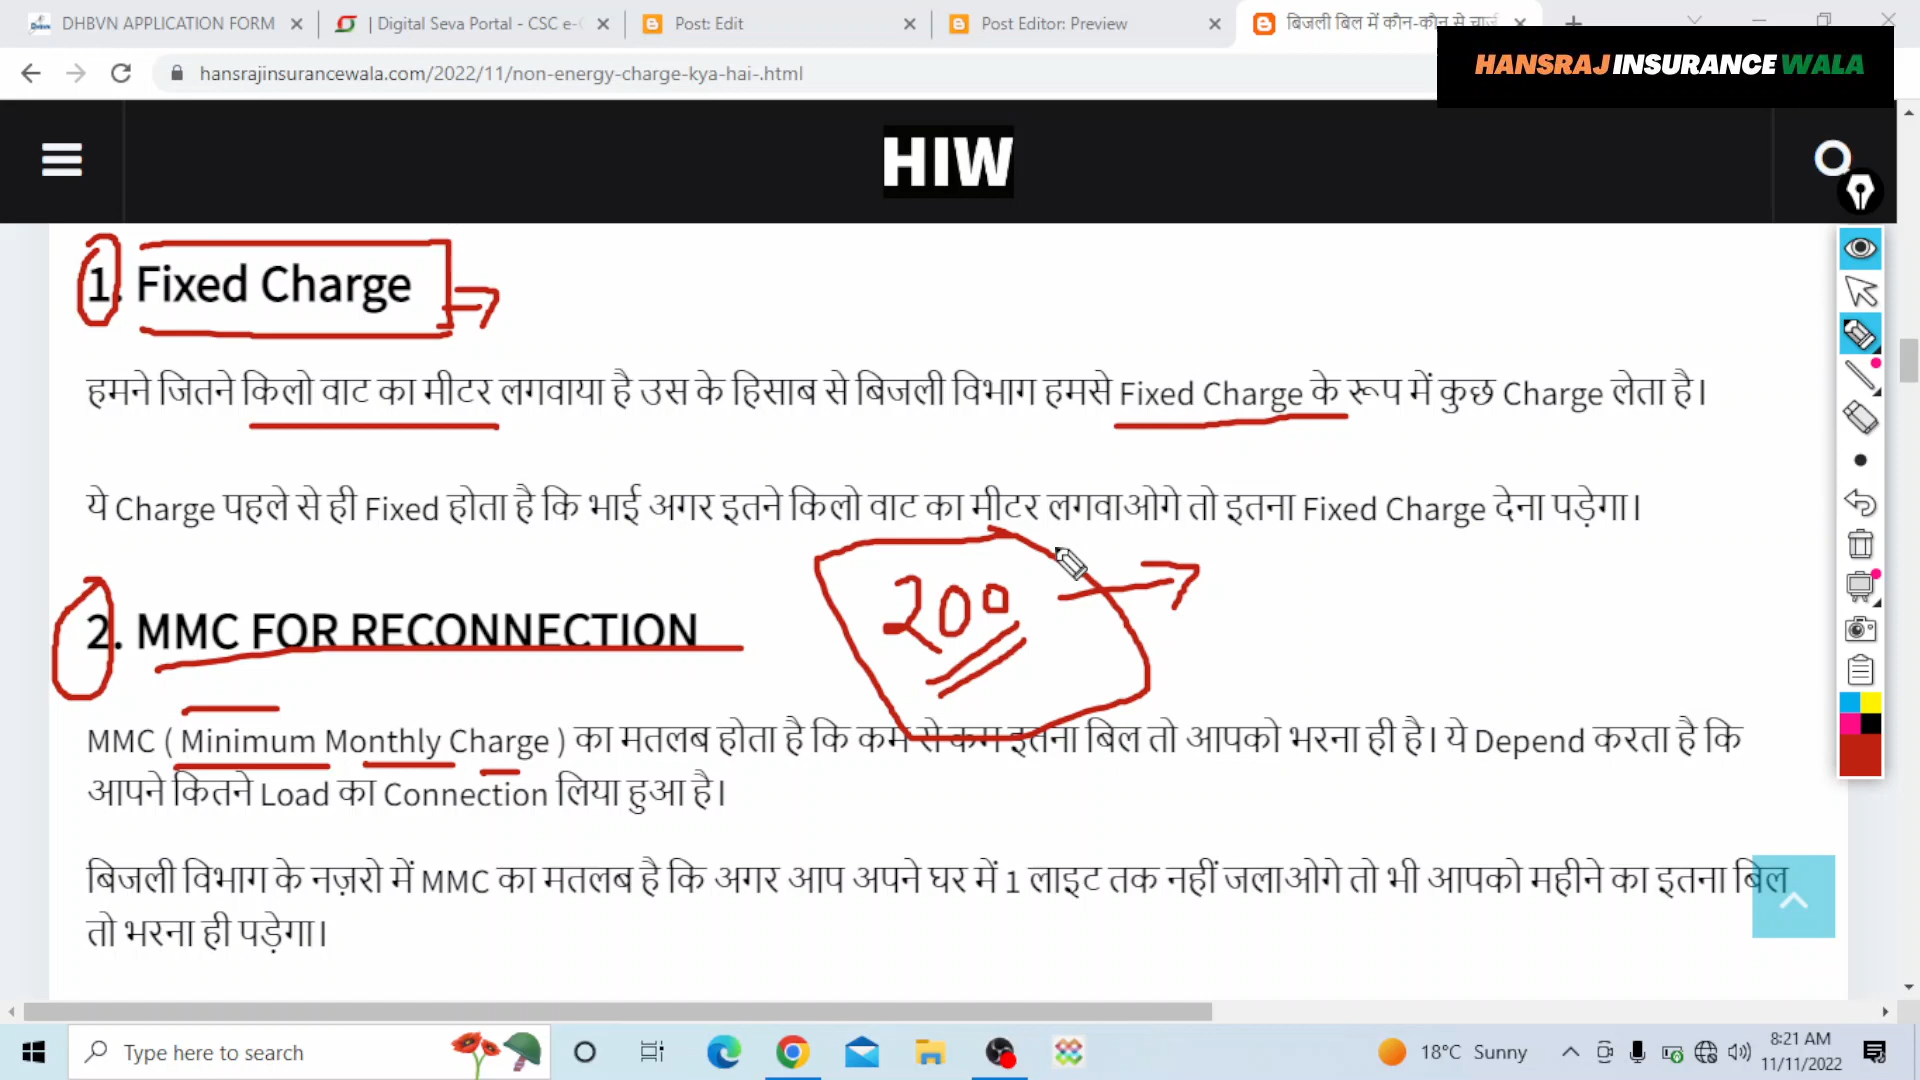 DHBVN APPLICATION FORM
| Digital Seva Portal - CSC e-G
Post: Edit
Post Editor: Preview
बिजली बिल में कौन-कौन से चार्ज
hansrajinsurancewala.com/2022/11/non-energy-charge-kya-hai-.html
HANSRAJ INSURANCE WALA
HIW
1. Fixed Charge
हमने जितने किलो वाट का मीटर लगवाया है उस के हिसाब से बिजली विभाग हमसे Fixed Charge के रूप में कुछ Charge लेता है।
ये Charge पहले से ही Fixed होता है कि भाई अगर इतने किलो वाट का मीटर लगवाओगे तो इतना Fixed Charge देना पड़ेगा।
200
2. MMC FOR RECONNECTION
MMC ( Minimum Monthly Charge ) का मतलब होता है कि कम से कम इतना बिल तो आपको भरना ही है। ये Depend करता है कि
आपने कितने Load का Connection लिया हुआ है।
बिजली विभाग के नज़रो में MMC का मतलब है कि अगर आप अपने घर में 1 लाइट तक नहीं जलाओगे तो भी आपको महीने का इतना बिल
तो भरना ही पड़ेगा।
Type here to search
18°C Sunny
8:21 AM
11/11/2022